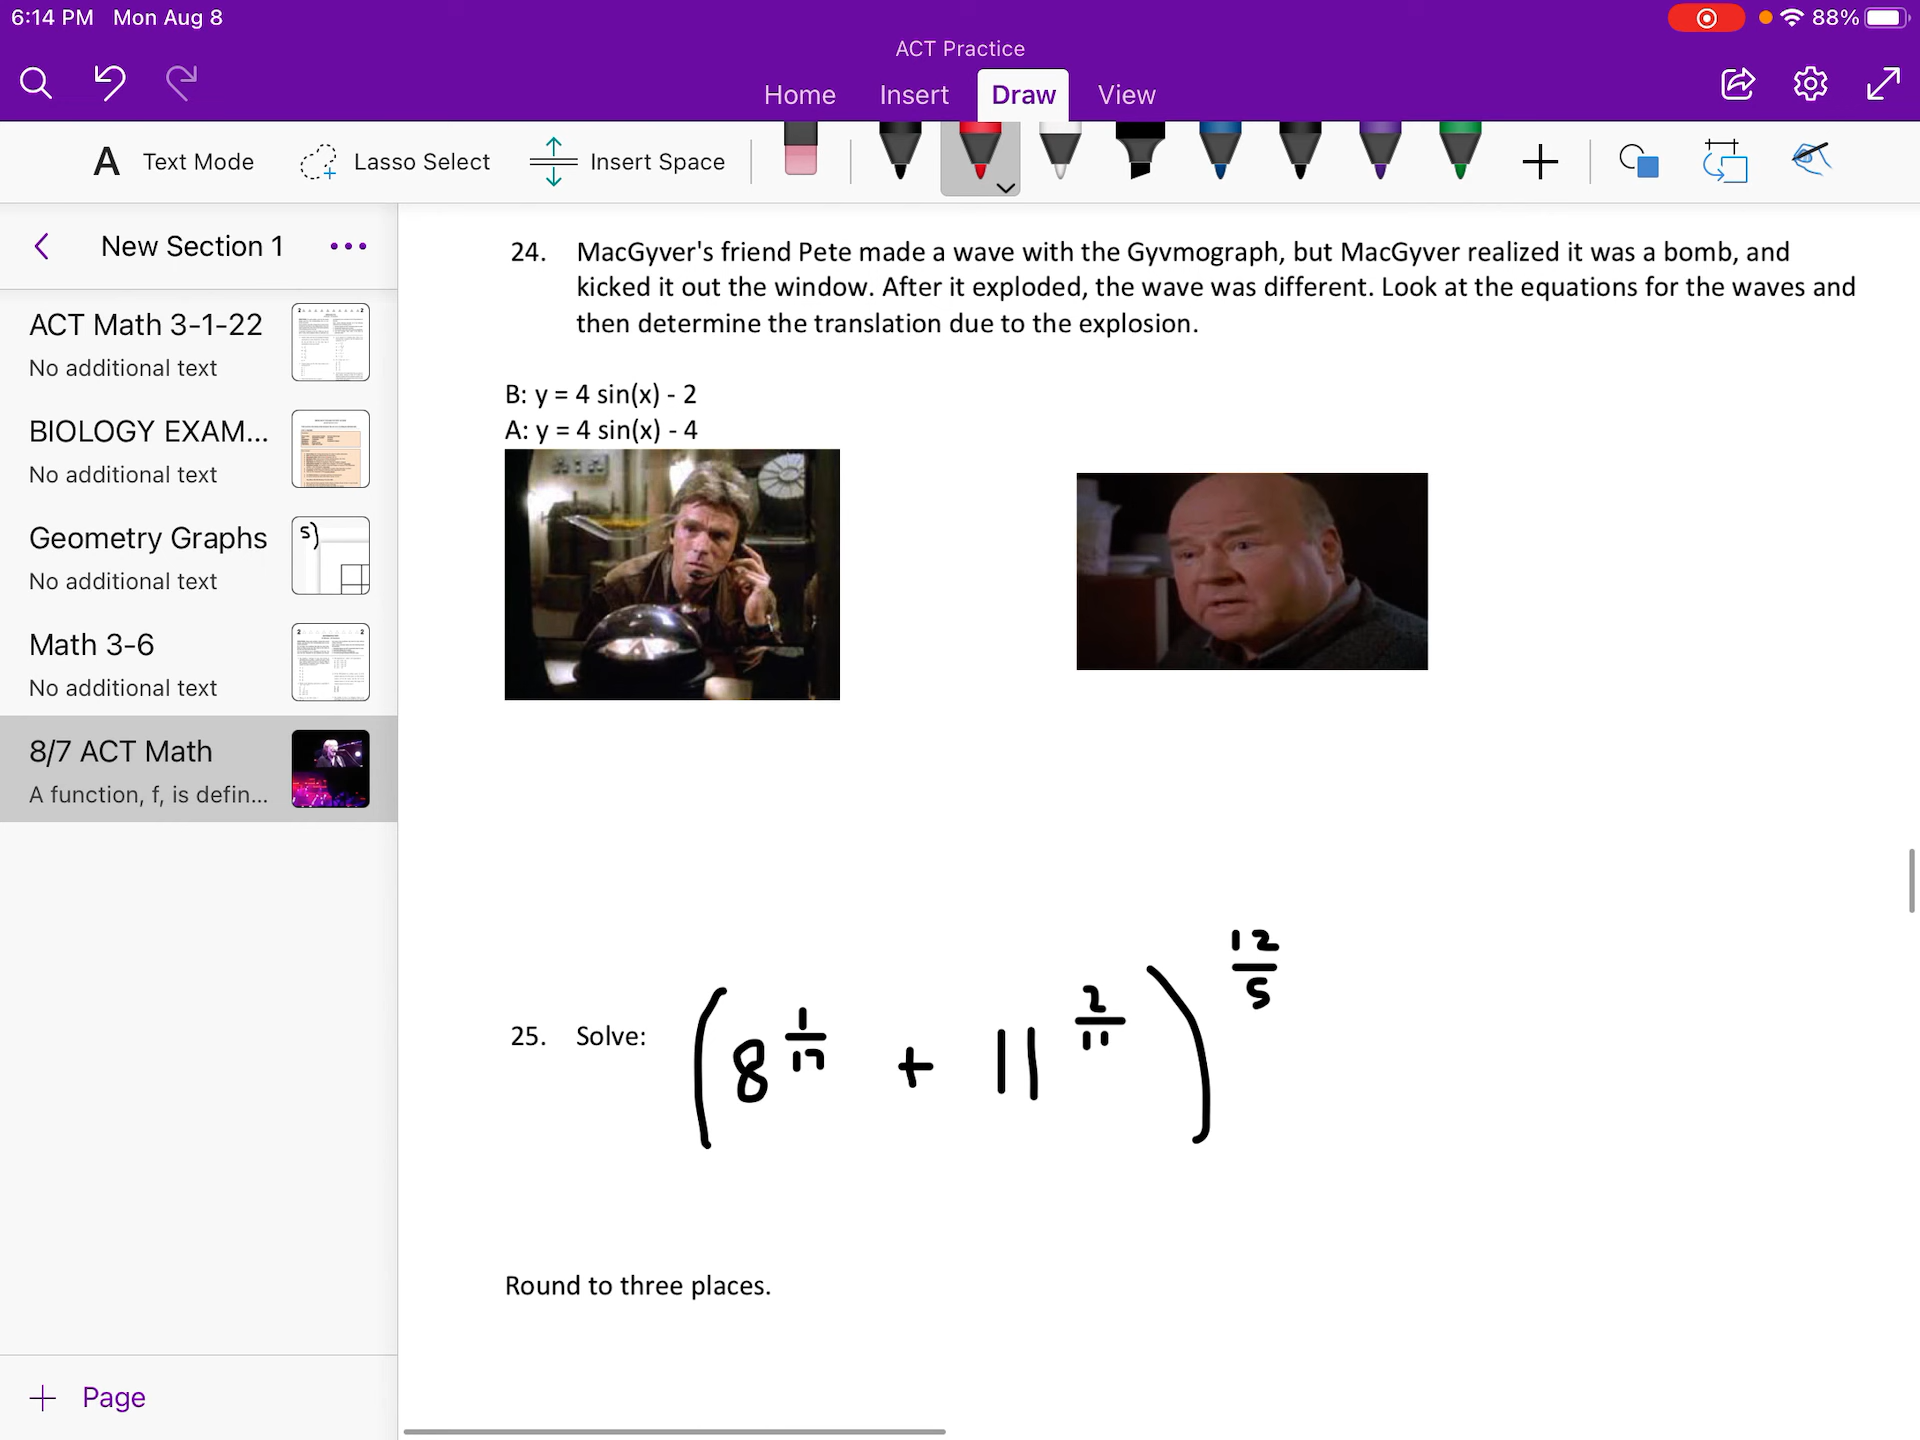 6:14 PM Mon Aug 8
88%
ACT Practice
Home Insert Draw View
A Text Mode Lasso Select Insert Space
New Section 1
ACT Math 3-1-22
No additional text
BIOLOGY EXAM...
No additional text
Geometry Graphs
No additional text
5)
Math 3-6
No additional text
8/7 ACT Math
A function, f, is defin...
Page
24. MacGyver's friend Pete made a wave with the Gyvmograph, but MacGyver realized it was a bomb, and
kicked it out the window. After it exploded, the wave was different. Look at the equations for the waves and
then determine the translation due to the explosion.
B: y = 4 sin(x) - 2
A: y = 4 sin(x) - 4
25. Solve: (8^(1/17) + 11^(2/11))^(12/5)
Round to three places.